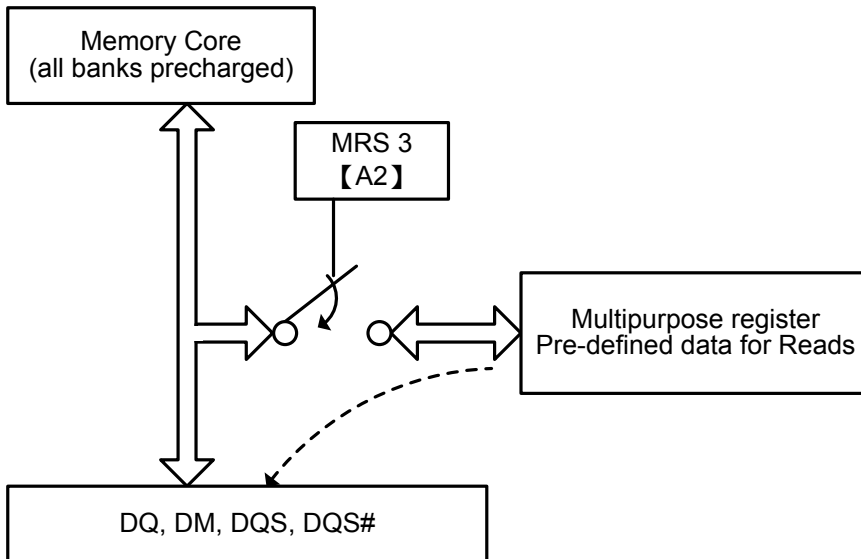 Memory Core
(all banks precharged)
MRS 3
【A2】
Multipurpose register
Pre-defined data for Reads
DQ, DM, DQS, DQS#